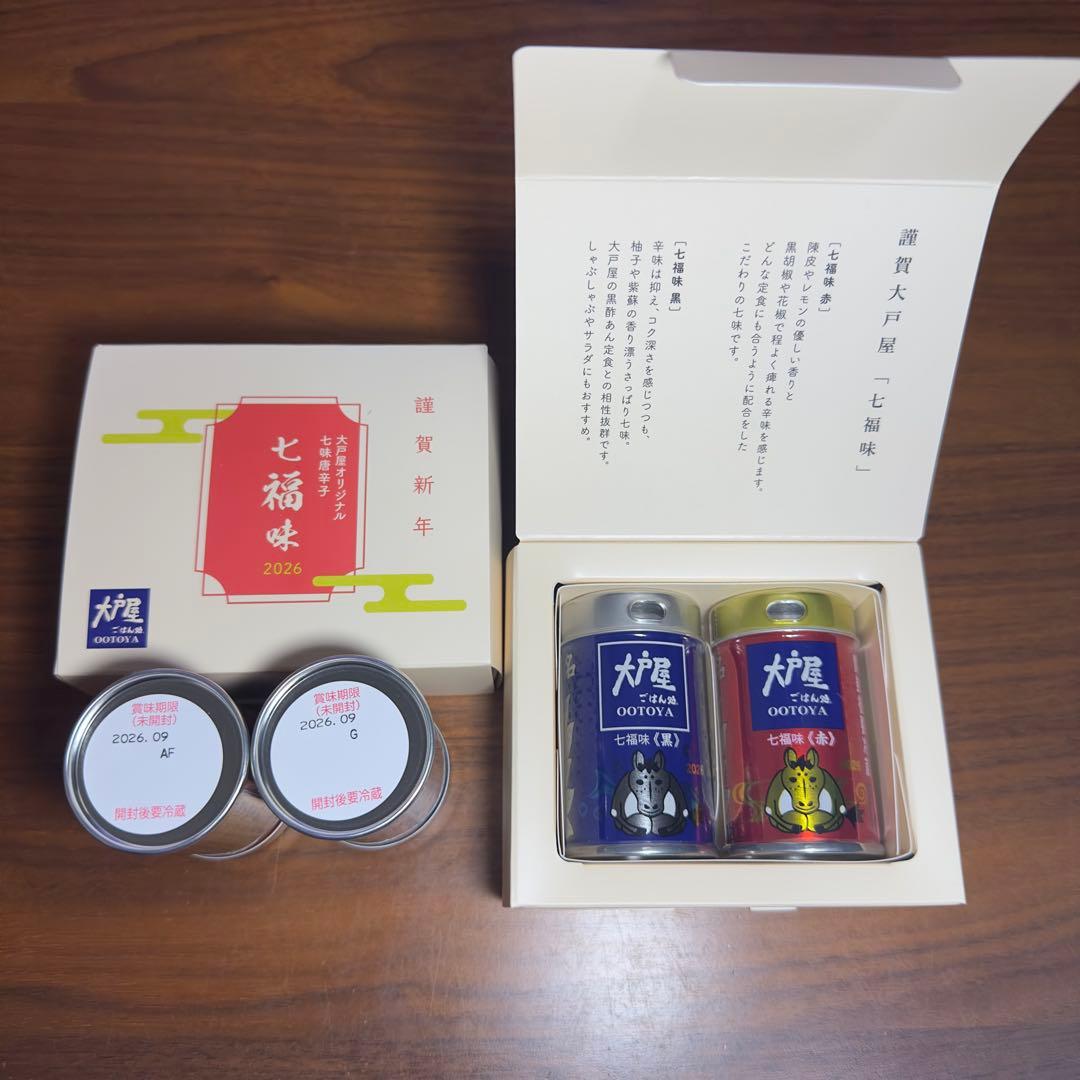 謹賀大戸屋「七福味」
[七福味 赤]
陳皮やレモンの優しい香りと
黒胡椒や花椒で程よく痺れる辛味を感じます。
どんな定食にも合うように配合をした
こだわりの七味です。
[七福味 黒]
辛味は抑え、コク深さを感じつつも、
柚子や紫蘇の香り漂うさっぱり七味。
大戸屋の黒酢あん定食との相性抜群です。
しゃぶしゃぶやサラダにもおすすめ。
謹賀新年
大戸屋オリジナル
七味唐辛子
七福味
2026
大戸屋
ごはん処
OOTOYA
賞味期限
(未開封)
2026.09
AF
開封後要冷蔵
賞味期限
(未開封)
2026.09
G
開封後要冷蔵
大戸屋
ごはん処
OOTOYA
七福味《黒》
2026
大戸屋
ごはん処
OOTOYA
七福味《赤》
2026